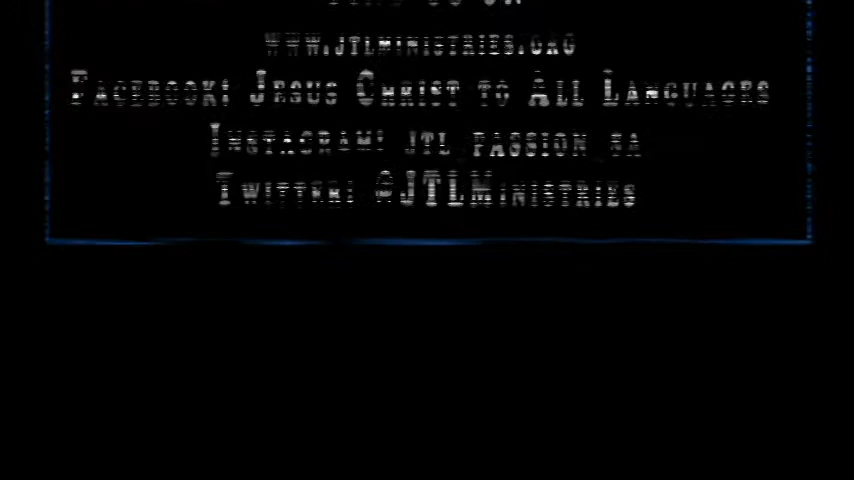 www.jtlministries.org
Facebook: Jesus Christ to All Languages
Instagram: jtl_passion_sa
Twitter: @JTLMinistries